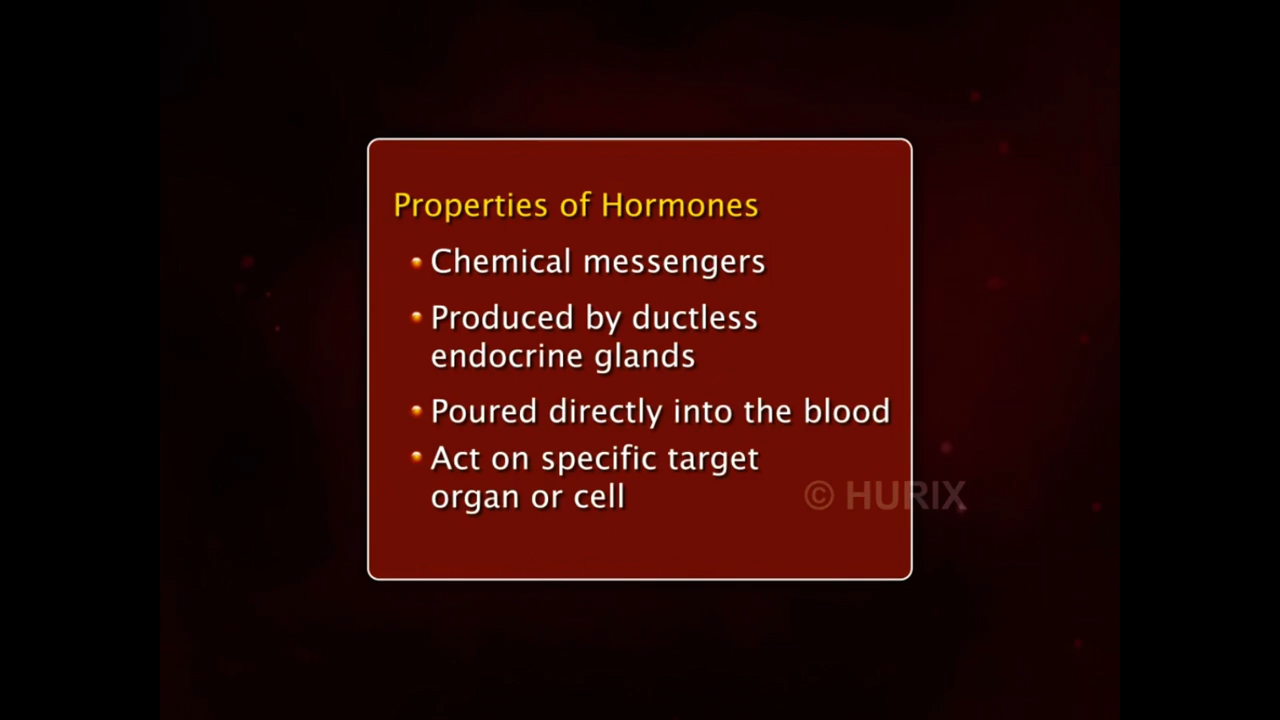 Properties of Hormones
• Chemical messengers
• Produced by ductless
endocrine glands
• Poured directly into the blood
• Act on specific target
organ or cell
© HURIX